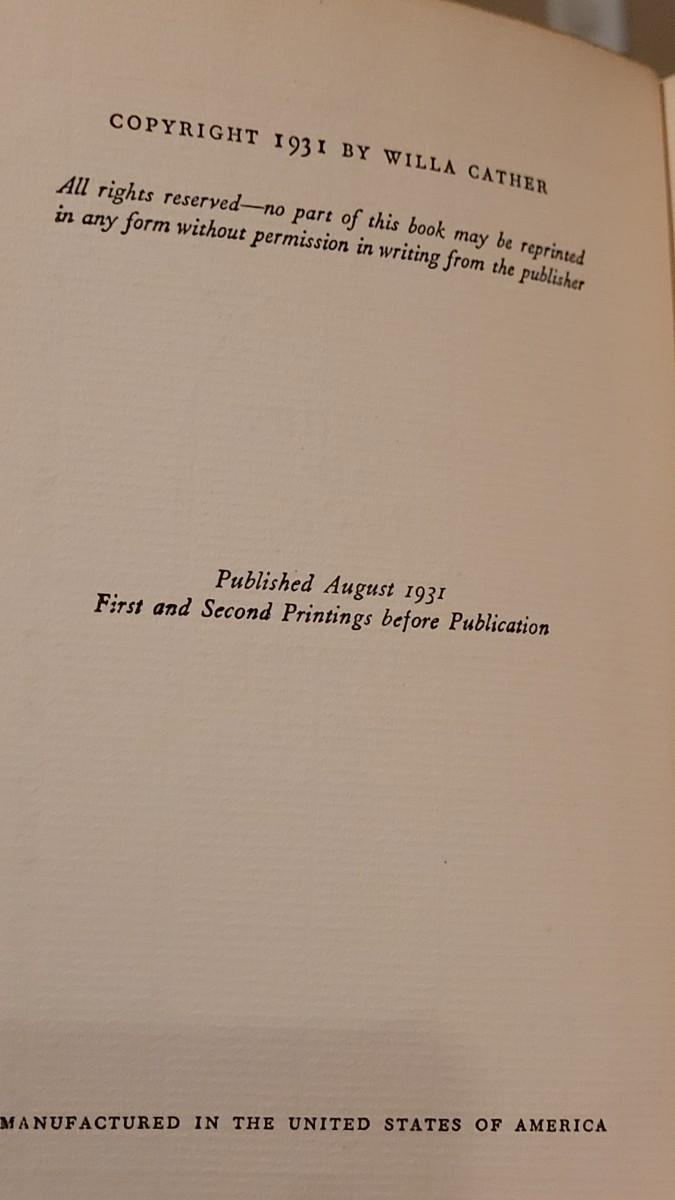 COPYRIGHT 1931 BY WILLA CATHER
All rights reserved—no part of this book may be reprinted
in any form without permission in writing from the publisher
Published August 1931
First and Second Printings before Publication
MANUFACTURED IN THE UNITED STATES OF AMERICA